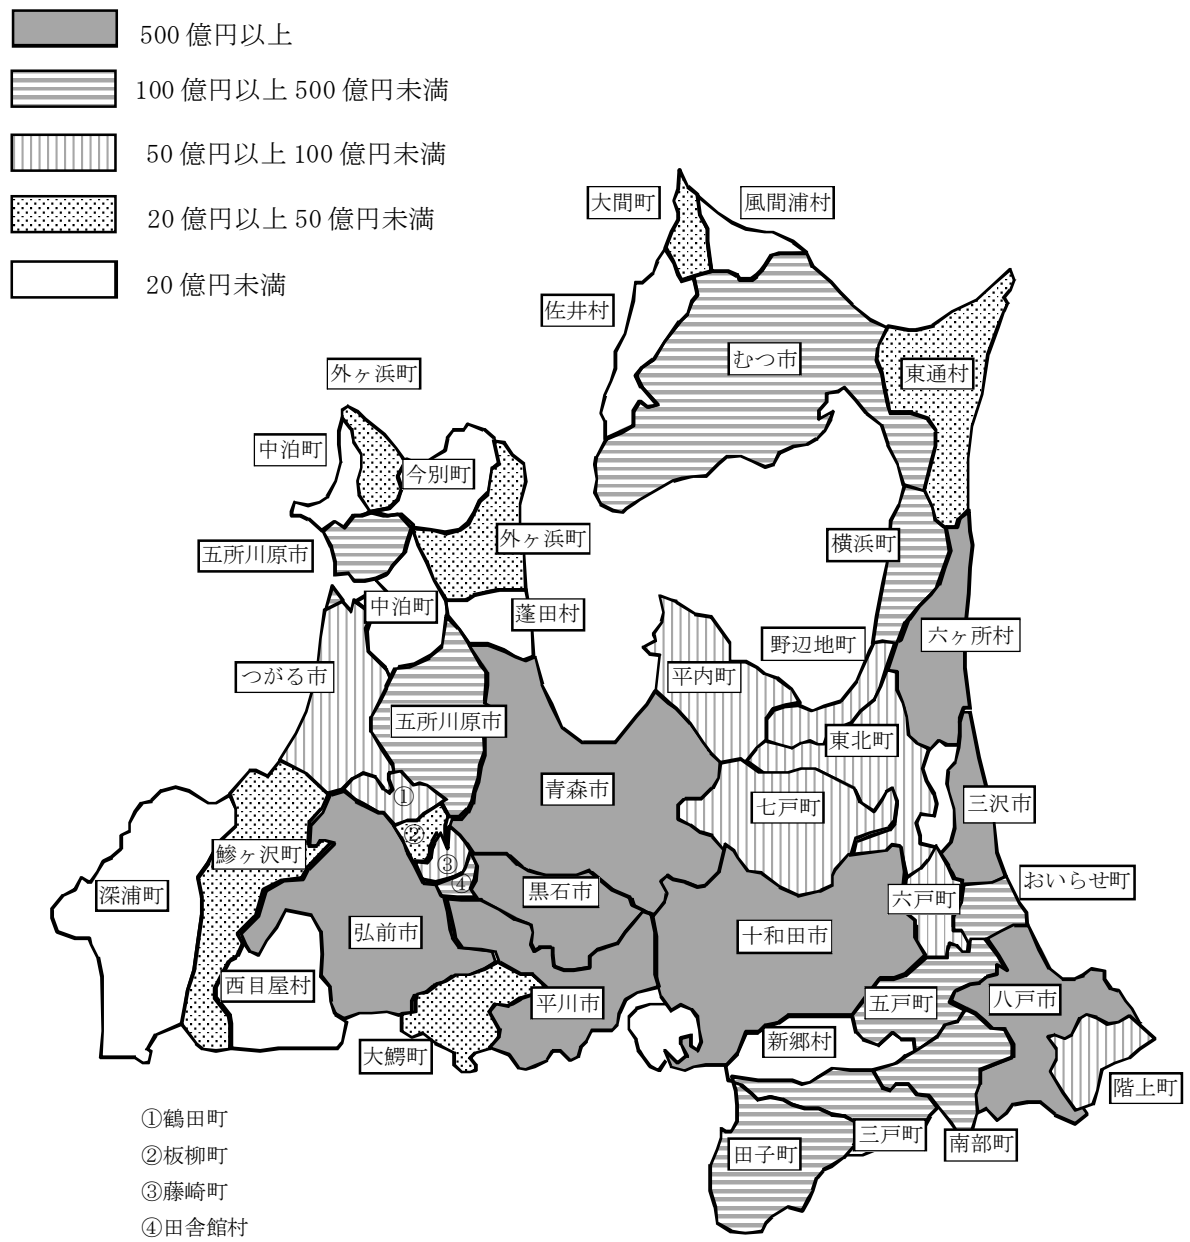 500億円以上
100億円以上500億円未満
50億円以上100億円未満
20億円以上50億円未満
20億円未満
大間町
風間浦村
佐井村
むつ市
東通村
外ヶ浜町
中泊町
今別町
五所川原市
外ヶ浜町
横浜町
中泊町
蓬田村
野辺地町
六ヶ所村
つがる市
平内町
五所川原市
東北町
青森市
七戸町
三沢市
①
②
③
④
鰺ヶ沢町
深浦町
黒石市
おいらせ町
六戸町
弘前市
十和田市
西目屋村
平川市
五戸町
八戸市
大鰐町
新郷村
階上町
三戸町
南部町
田子町
①鶴田町
②板柳町
③藤崎町
④田舎館村